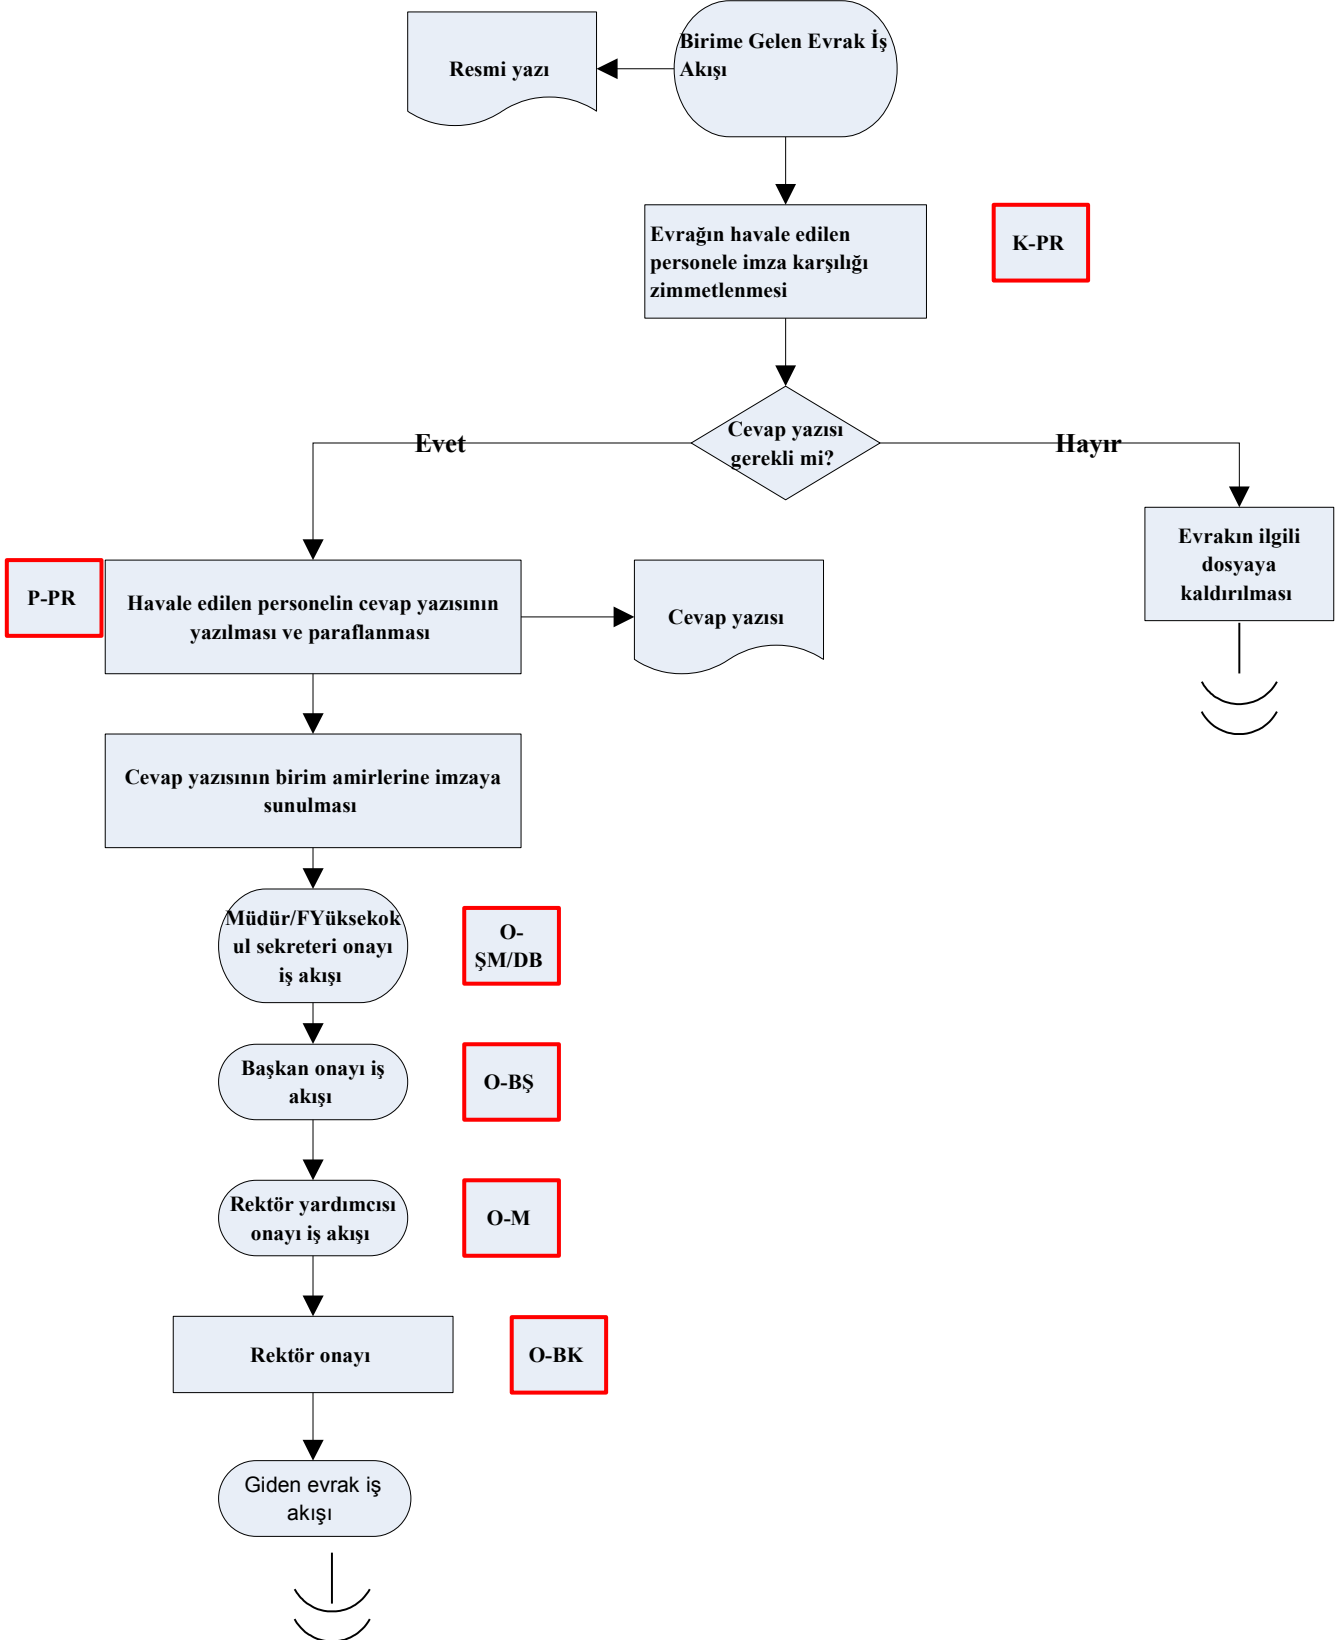 Birime Gelen Evrak İş
Akışı
Resmi yazı
Evrağın havale edilen
personele imza karşılığı
zimmetlenmesi
K-PR
Cevap yazısı
gerekli mi?
Evet
Hayır
Evrakın ilgili
dosyaya
kaldırılması
P-PR
Havale edilen personelin cevap yazısının
yazılması ve paraflanması
Cevap yazısı
Cevap yazısının birim amirlerine imzaya
sunulması
Müdür/FYüksekok
ul sekreteri onayı
iş akışı
O-
ŞM/DB
Başkan onayı iş
akışı
O-BŞ
Rektör yardımcısı
onayı iş akışı
O-M
Rektör onayı
O-BK
Giden evrak iş
akışı